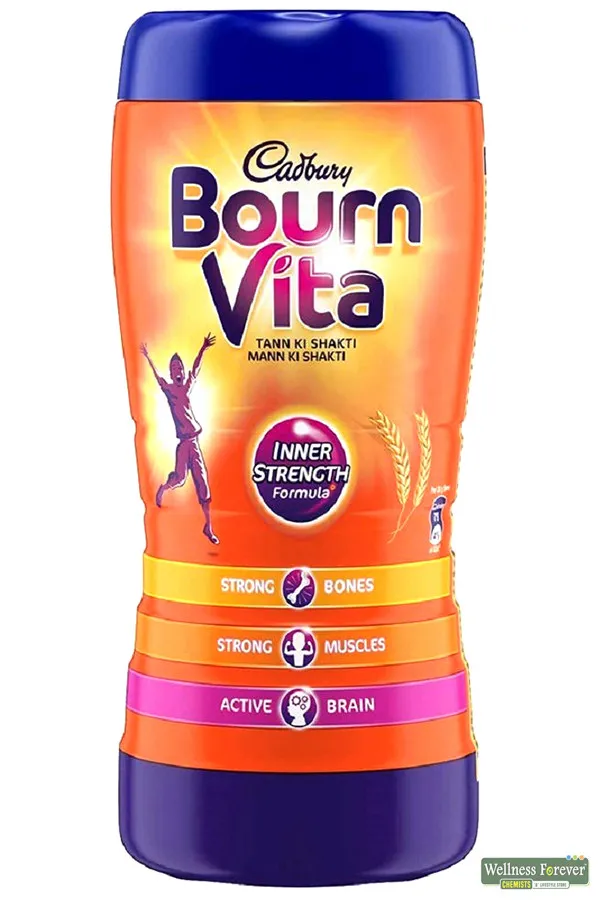 Cadbury
Bourn
Vita
TANN KI SHAKTI
MANN KI SHAKTI
INNER
STRENGTH
Formula
STRONG BONES
STRONG MUSCLES
ACTIVE BRAIN
Wellness Forever
CHEMISTS & LIFESTYLE STORE